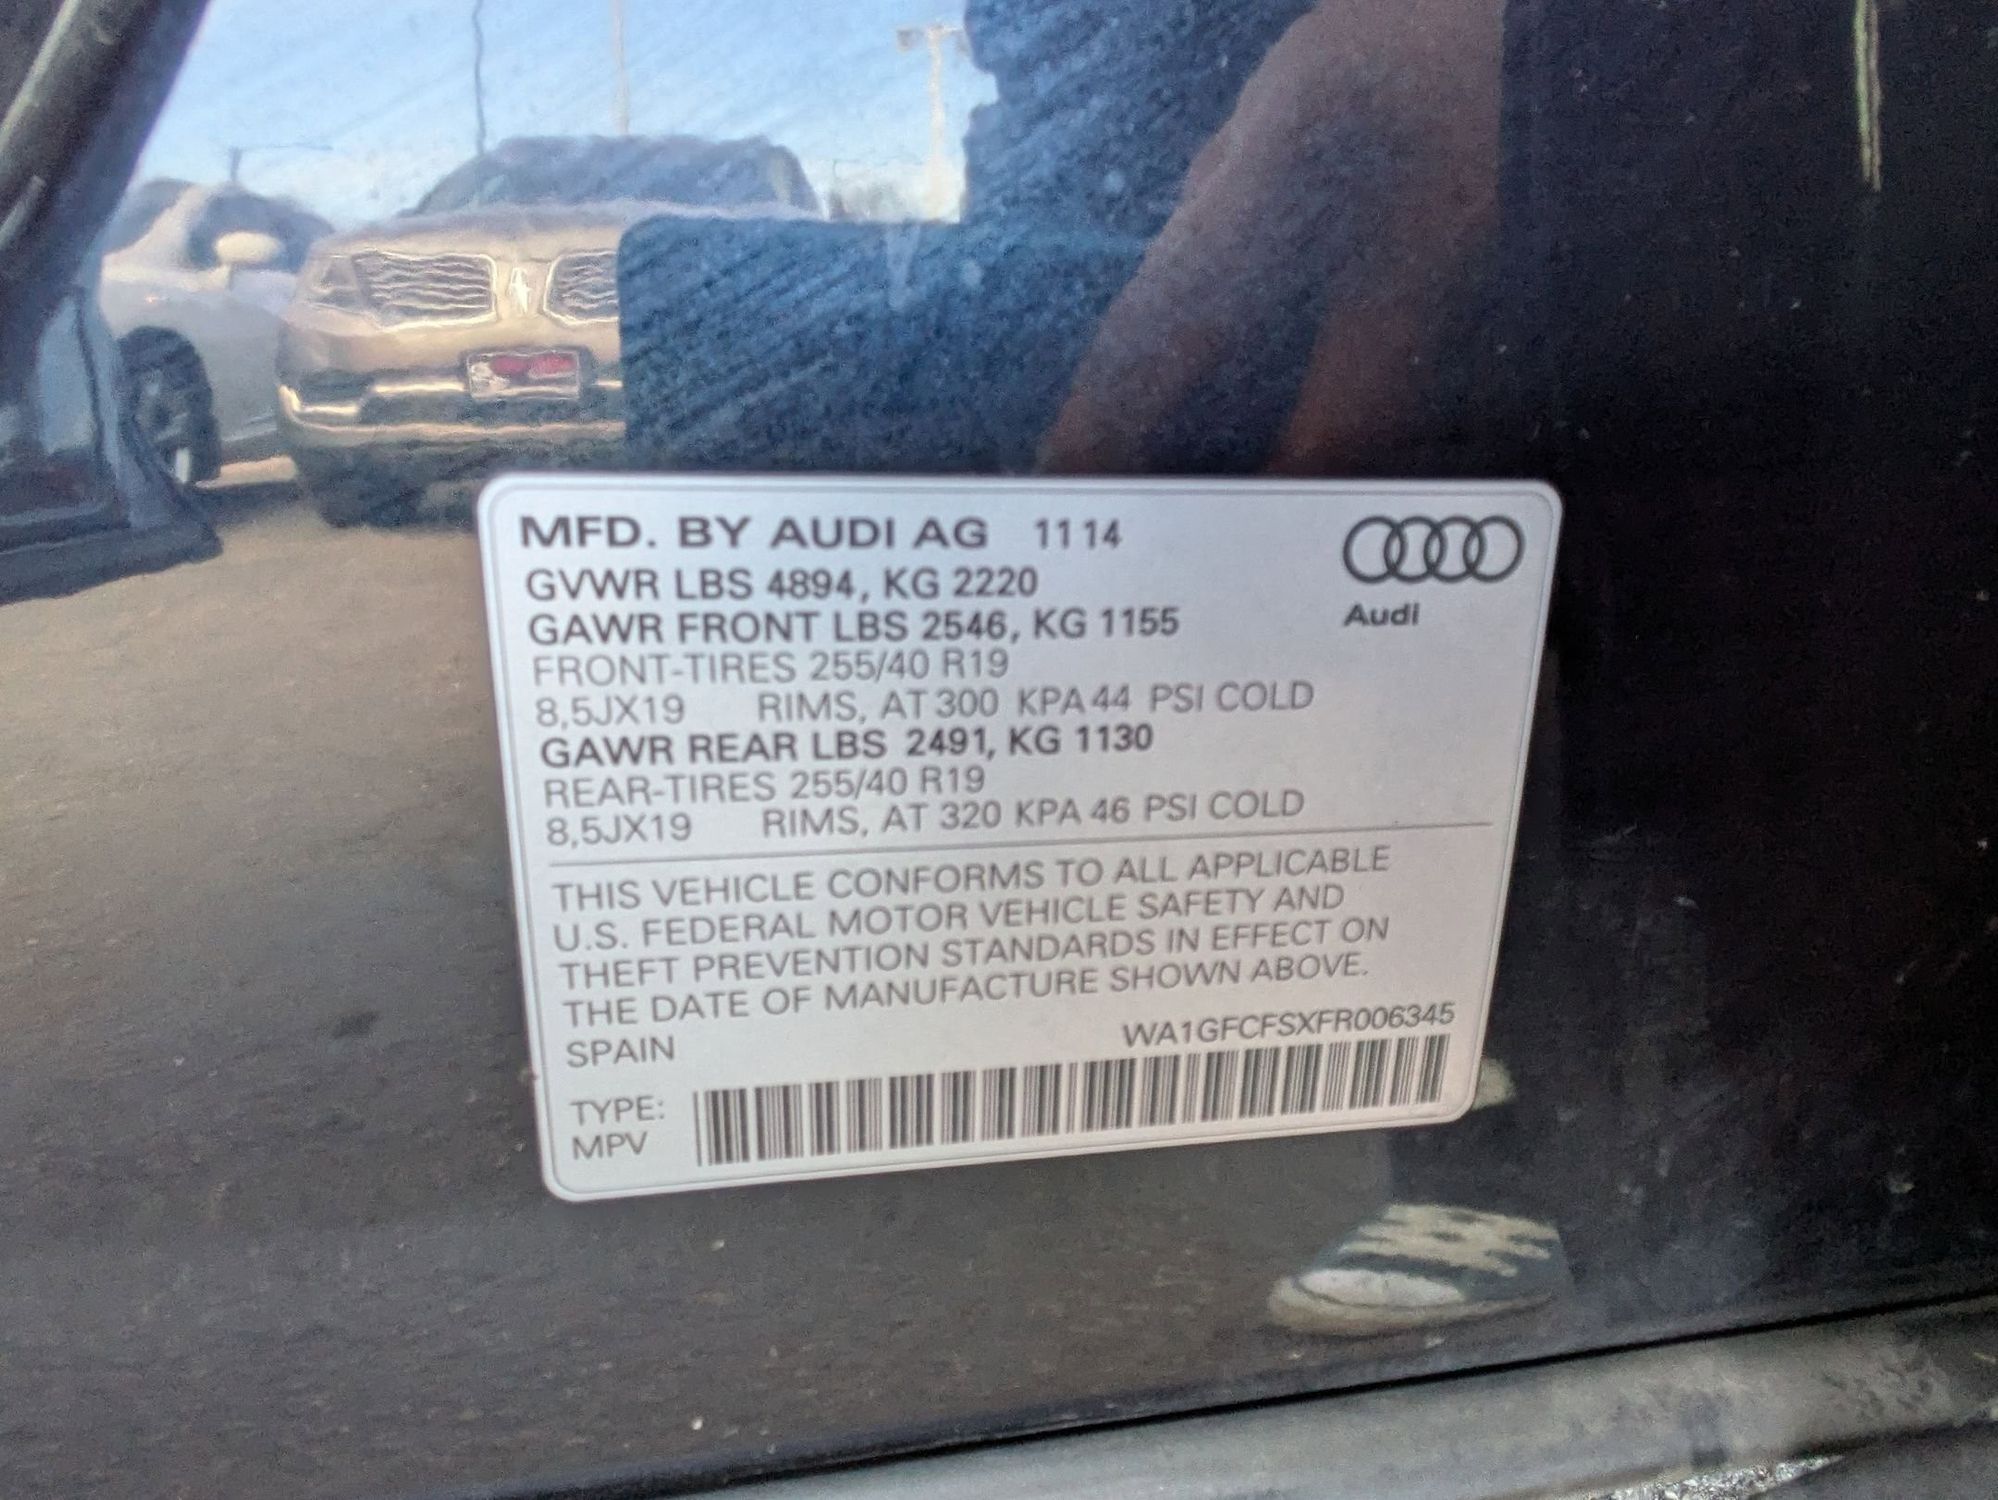 MFD. BY AUDI AG 11 14
GVWR LBS 4894, KG 2220
GAWR FRONT LBS 2546, KG 1155
Audi
FRONT-TIRES 255/40 R19
8,5JX19 RIMS, AT 300 KPA 44 PSI COLD
GAWR REAR LBS 2491, KG 1130
REAR-TIRES 255/40 R19
8,5JX19 RIMS, AT 320 KPA 46 PSI COLD
THIS VEHICLE CONFORMS TO ALL APPLICABLE
U.S. FEDERAL MOTOR VEHICLE SAFETY AND
THEFT PREVENTION STANDARDS IN EFFECT ON
THE DATE OF MANUFACTURE SHOWN ABOVE.
SPAIN WA1GFCFSXFR006345
TYPE:
MPV